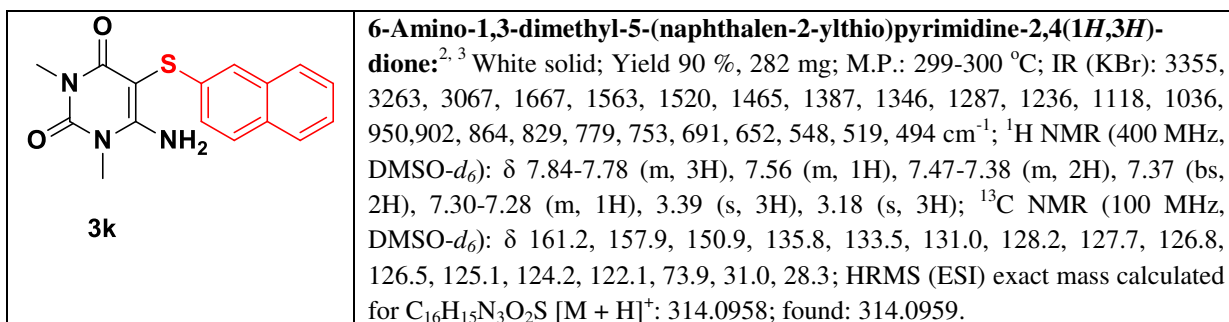 O
S
N
O
N
NH2
3k
6-Amino-1,3-dimethyl-5-(naphthalen-2-ylthio)pyrimidine-2,4(1H,3H)-
dione:2, 3 White solid; Yield 90 %, 282 mg; M.P.: 299-300 oC; IR (KBr): 3355,
3263, 3067, 1667, 1563, 1520, 1465, 1387, 1346, 1287, 1236, 1118, 1036,
950,902, 864, 829, 779, 753, 691, 652, 548, 519, 494 cm-1; 1H NMR (400 MHz,
DMSO-d6): δ 7.84-7.78 (m, 3H), 7.56 (m, 1H), 7.47-7.38 (m, 2H), 7.37 (bs,
2H), 7.30-7.28 (m, 1H), 3.39 (s, 3H), 3.18 (s, 3H); 13C NMR (100 MHz,
DMSO-d6): δ 161.2, 157.9, 150.9, 135.8, 133.5, 131.0, 128.2, 127.7, 126.8,
126.5, 125.1, 124.2, 122.1, 73.9, 31.0, 28.3; HRMS (ESI) exact mass calculated
for C16H15N3O2S [M + H]+: 314.0958; found: 314.0959.